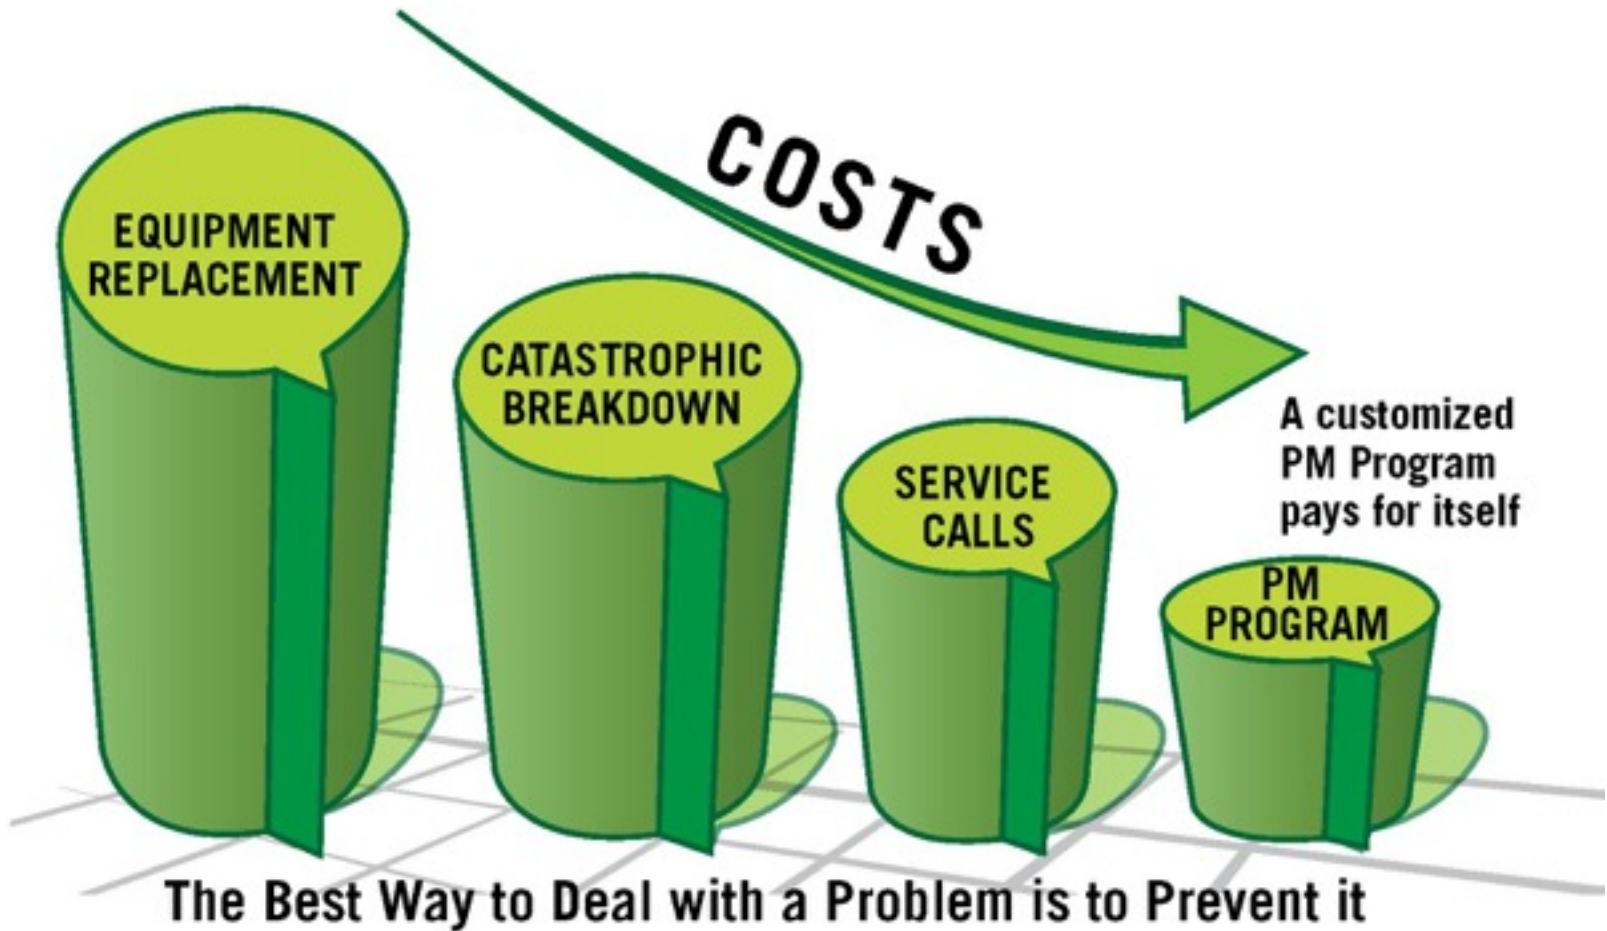 COSTS
EQUIPMENT
REPLACEMENT
CATASTROPHIC
BREAKDOWN
SERVICE
CALLS
A customized
PM Program
pays for itself
PM
PROGRAM
The Best Way to Deal with a Problem is to Prevent it